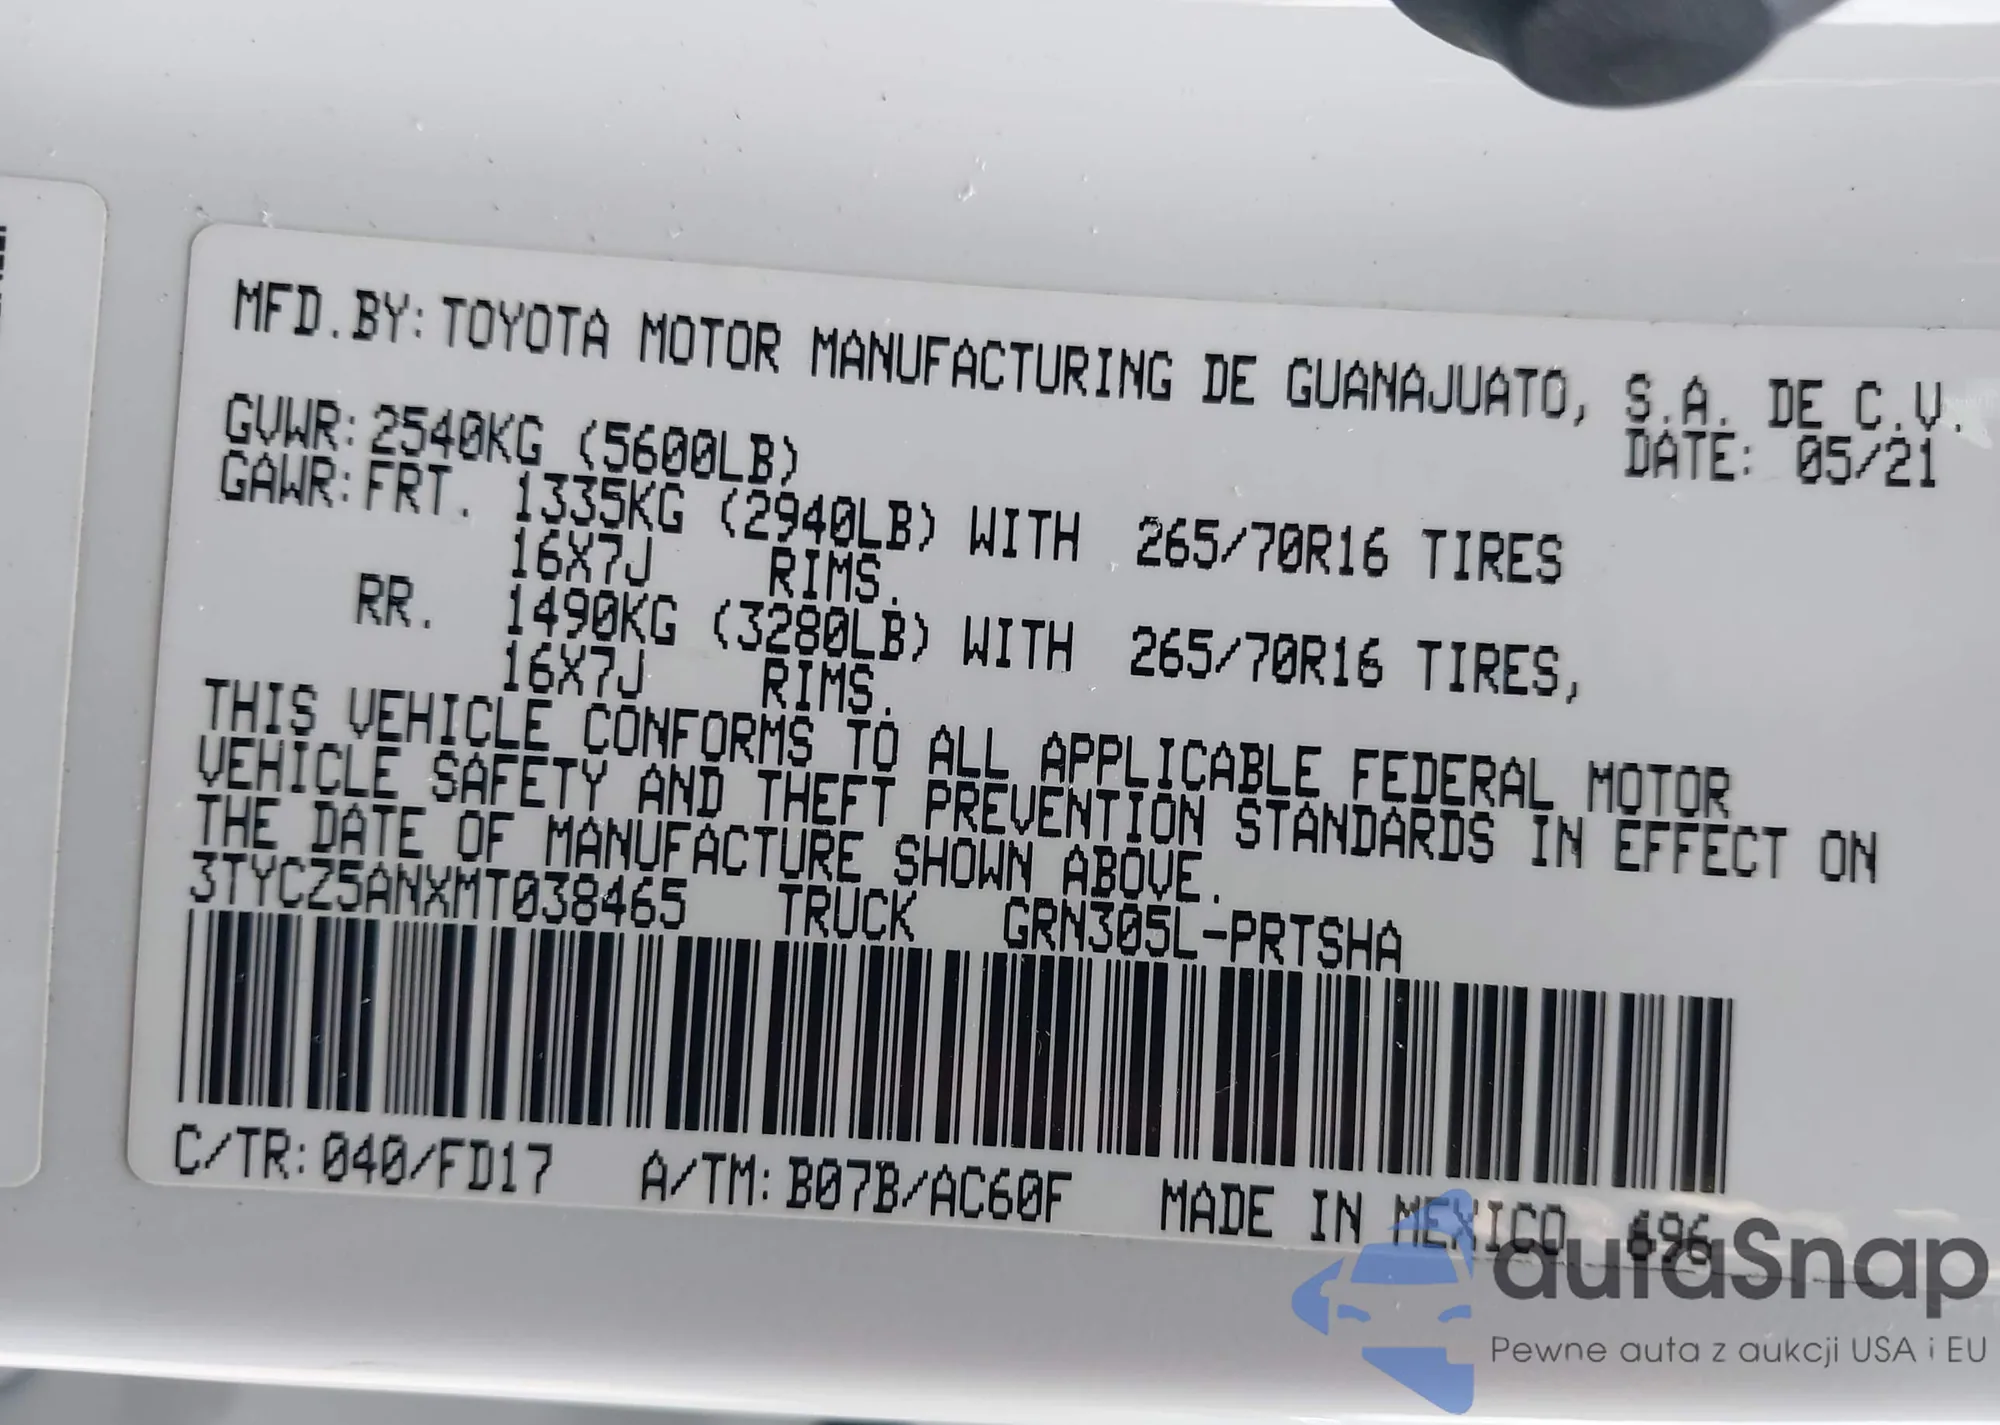 MFD.BY:TOYOTA MOTOR MANUFACTURING DE GUANAJUATO, S.A. DE C.V.
DATE: 05/21
GVWR:2540KG (5600LB)
GAWR:FRT. 1335KG (2940LB) WITH 265/70R16 TIRES
16X7J RIMS.
RR. 1490KG (3280LB) WITH 265/70R16 TIRES,
16X7J RIMS.
THIS VEHICLE CONFORMS TO ALL APPLICABLE FEDERAL MOTOR
VEHICLE SAFETY AND THEFT PREVENTION STANDARDS IN EFFECT ON
THE DATE OF MANUFACTURE SHOWN ABOVE.
3TYCZ5ANXMT038465 TRUCK GRN305L-PRTSHA
C/TR:040/FD17 A/TM:B07B/AC60F MADE IN MEXICO 696
autaSnap
Pewne auta z aukcji USA i EU